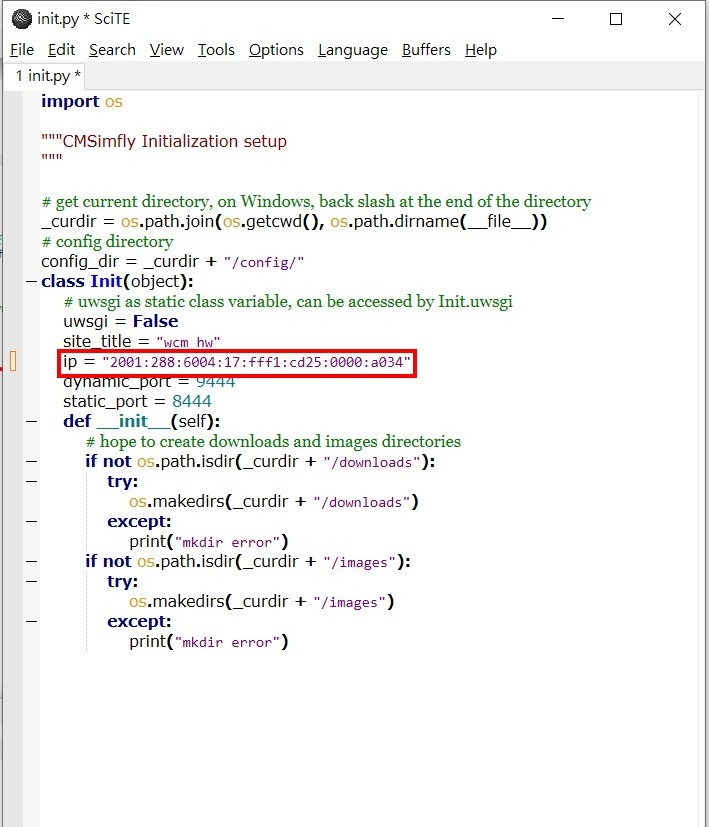 init.py * SciTE
File Edit Search View Tools Options Language Buffers Help
1 init.py *
import os
"""CMSimfly Initialization setup
"""
# get current directory, on Windows, back slash at the end of the directory
_curdir = os.path.join(os.getcwd(), os.path.dirname(__file__))
# config directory
config_dir = _curdir + "/config/"
class Init(object):
# uwsgi as static class variable, can be accessed by Init.uwsgi
uwsgi = False
site_title = "wcm hw"
ip = "2001:288:6004:17:fff1:cd25:0000:a034"
dynamic_port = 9444
static_port = 8444
def __init__(self):
# hope to create downloads and images directories
if not os.path.isdir(_curdir + "/downloads"):
try:
os.makedirs(_curdir + "/downloads")
except:
print("mkdir error")
if not os.path.isdir(_curdir + "/images"):
try:
os.makedirs(_curdir + "/images")
except:
print("mkdir error")